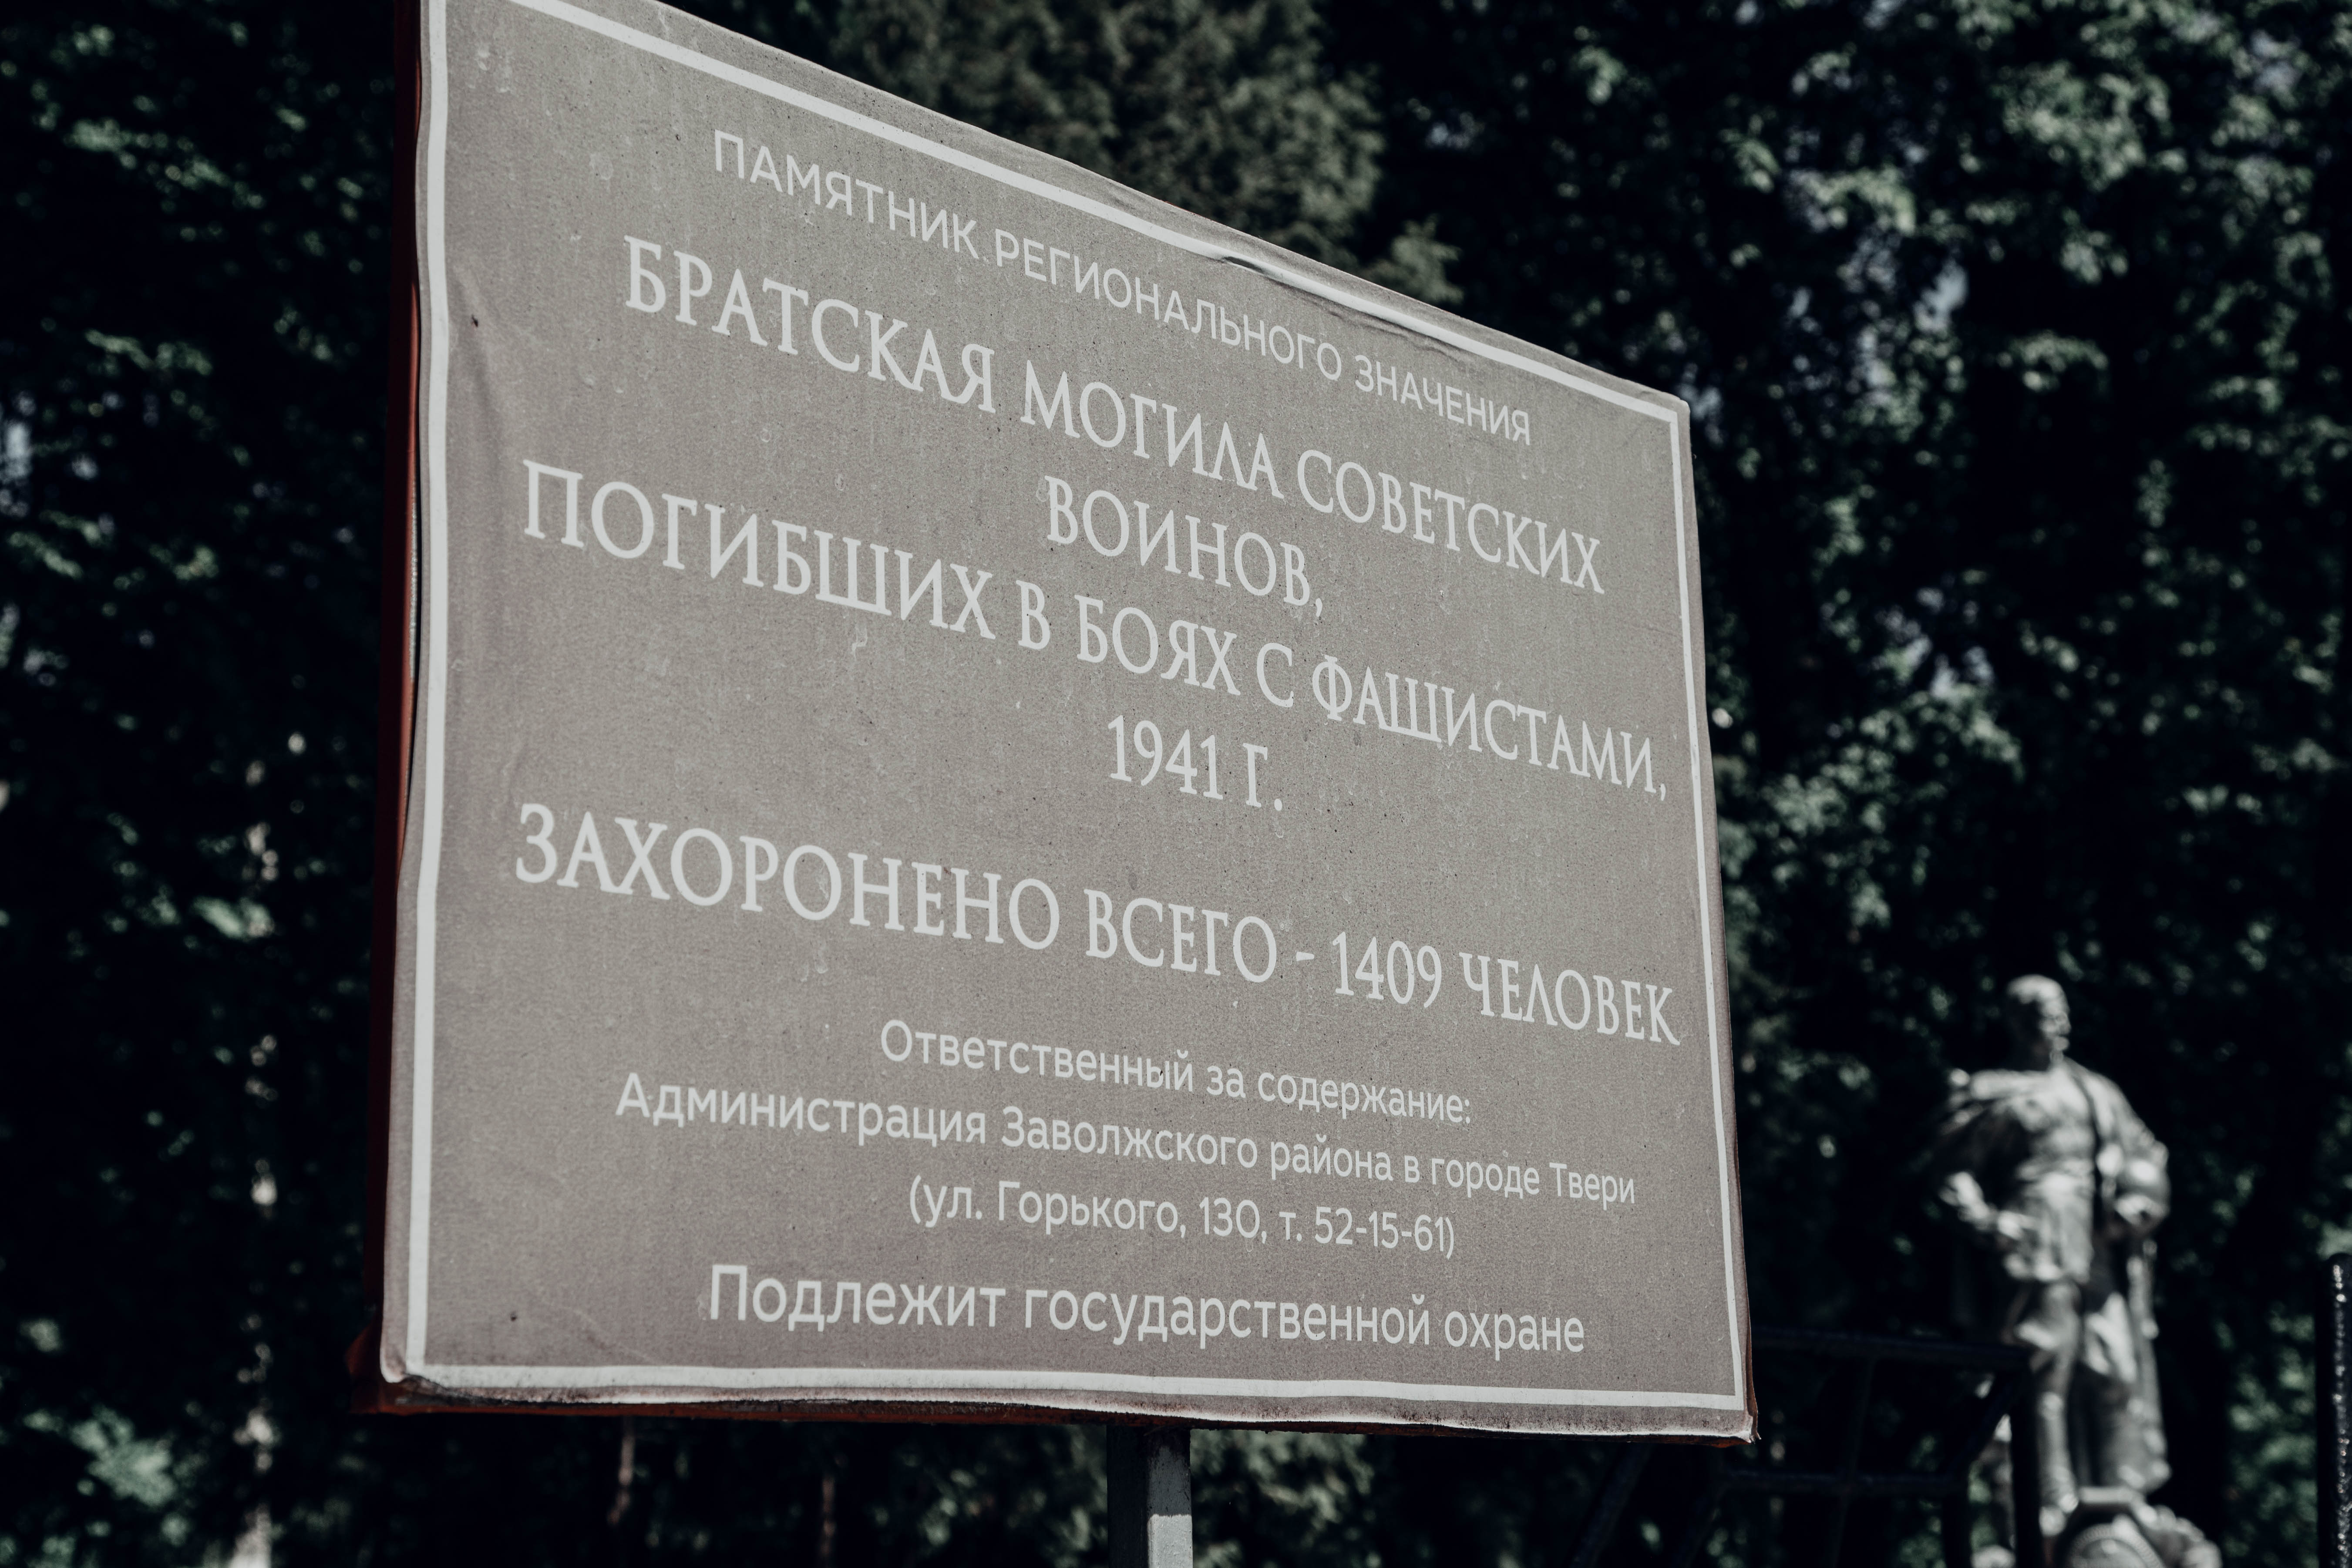 ПАМЯТНИК РЕГИОНАЛЬНОГО ЗНАЧЕНИЯ
БРАТСКАЯ МОГИЛА СОВЕТСКИХ
ВОИНОВ,
ПОГИБШИХ В БОЯХ С ФАШИСТАМИ,
1941 Г.
ЗАХОРОНЕНО ВСЕГО - 1409 ЧЕЛОВЕК
Ответственный за содержание:
Администрация Заволжского района в городе Твери
(ул. Горького, 130, т. 52-15-61)
Подлежит государственной охране